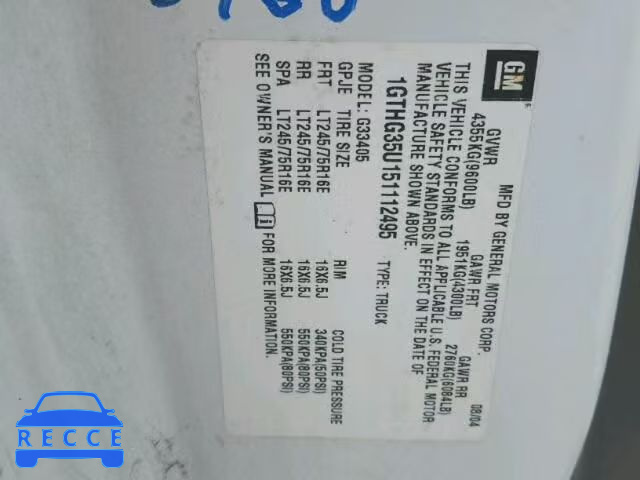 GM
MFD BY GENERAL MOTORS CORP. 08/04
GVWR GAWR FRT GAWR RR
4355KG(9600LB) 1951KG(4300LB) 2760KG(6084LB)
THIS VEHICLE CONFORMS TO ALL APPLICABLE U.S. FEDERAL MOTOR
VEHICLE SAFETY STANDARDS IN EFFECT ON THE DATE OF
MANUFACTURE SHOWN ABOVE.
1GTHG35U151112495 TYPE: TRUCK
MODEL: G33405
GPJE TIRE SIZE RIM COLD TIRE PRESSURE
FRT LT245/75R16E 16X6.5J 340KPA(50PSI)
RR LT245/75R16E 16X6.5J 550KPA(80PSI)
SPA LT245/75R16E 16X6.5J 550KPA(80PSI)
SEE OWNER'S MANUAL FOR MORE INFORMATION.
RECCE